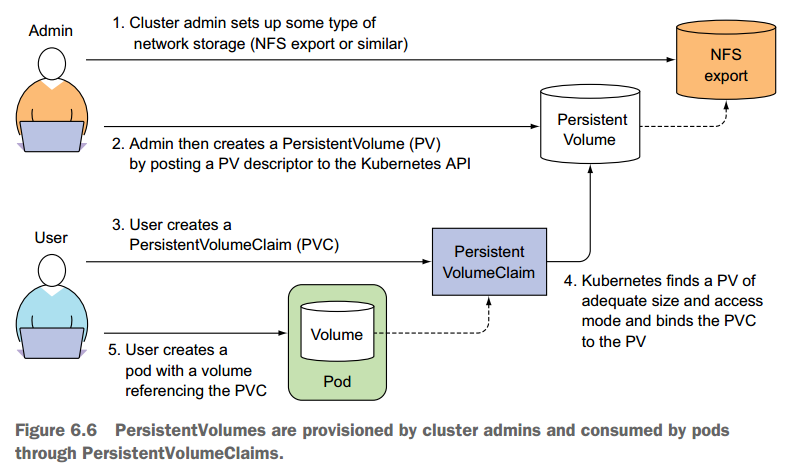 Admin
1. Cluster admin sets up some type of
network storage (NFS export or similar)
NFS
export
Persistent
Volume
2. Admin then creates a PersistentVolume (PV)
by posting a PV descriptor to the Kubernetes API
User
3. User creates a
PersistentVolumeClaim (PVC)
Persistent
VolumeClaim
4. Kubernetes finds a PV of
adequate size and access
mode and binds the PVC
to the PV
Volume
Pod
5. User creates a
pod with a volume
referencing the PVC
Figure 6.6 PersistentVolumes are provisioned by cluster admins and consumed by pods
through PersistentVolumeClaims.